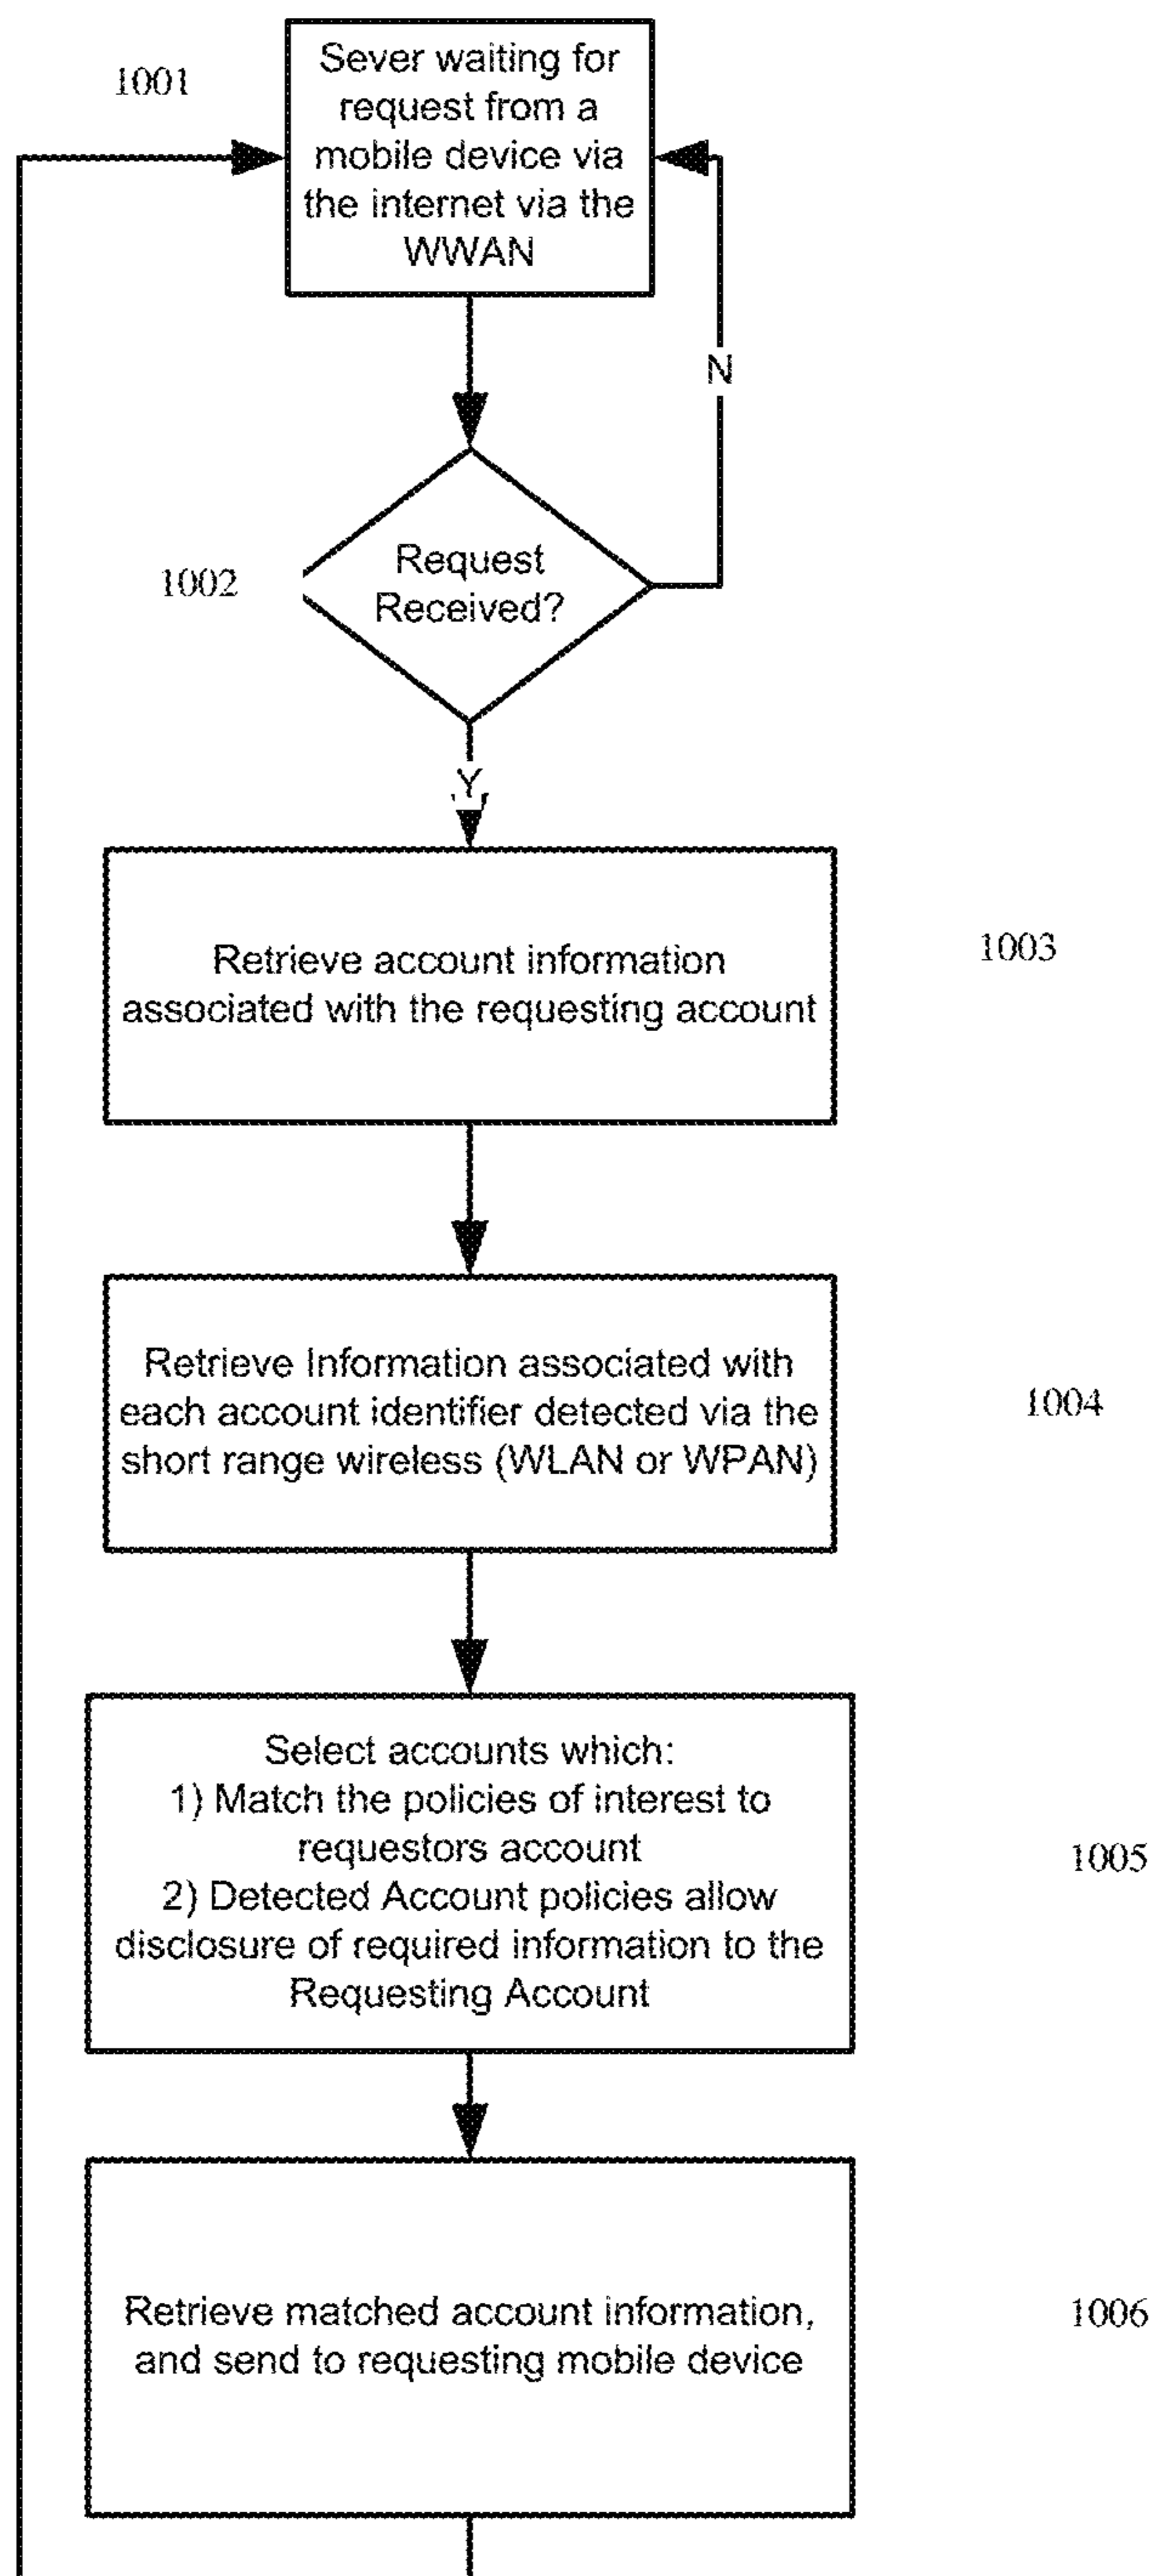 1001
Sever waiting for
request from a
mobile device via
the internet via the
WWAN
N
1002
Request
Received?
Y
Retrieve account information
associated with the requesting account
1003
Retrieve Information associated with
each account identifier detected via the
short range wireless (WLAN or WPAN)
1004
Select accounts which:
1) Match the policies of interest to
requestors account
2) Detected Account policies allow
disclosure of required information to the
Requesting Account
1005
Retrieve matched account information,
and send to requesting mobile device
1006